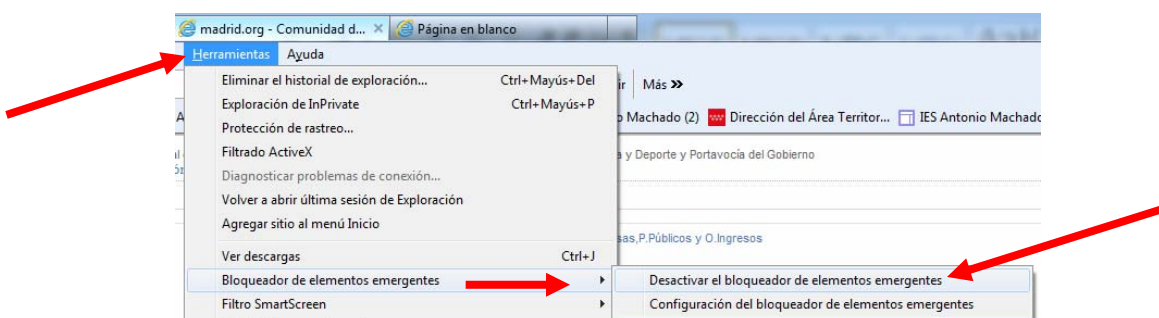 madrid.org - Comunidad d... Página en blanco
Herramientas Ayuda
Eliminar el historial de exploración... Ctrl+Mayús+Del
ir Más
Exploración de InPrivate Ctrl+Mayús+P
Machado (2) Dirección del Área Territor... IES Antonio Machado
Protección de rastreo...
Filtrado ActiveX
a y Deporte y Portavocía del Gobierno
Diagnosticar problemas de conexión...
Volver a abrir última sesión de Exploración
Agregar sitio al menú Inicio
sas,P.Públicos y O.Ingresos
Ver descargas Ctrl+J
Bloqueador de elementos emergentes
Desactivar el bloqueador de elementos emergentes
Filtro SmartScreen
Configuración del bloqueador de elementos emergentes